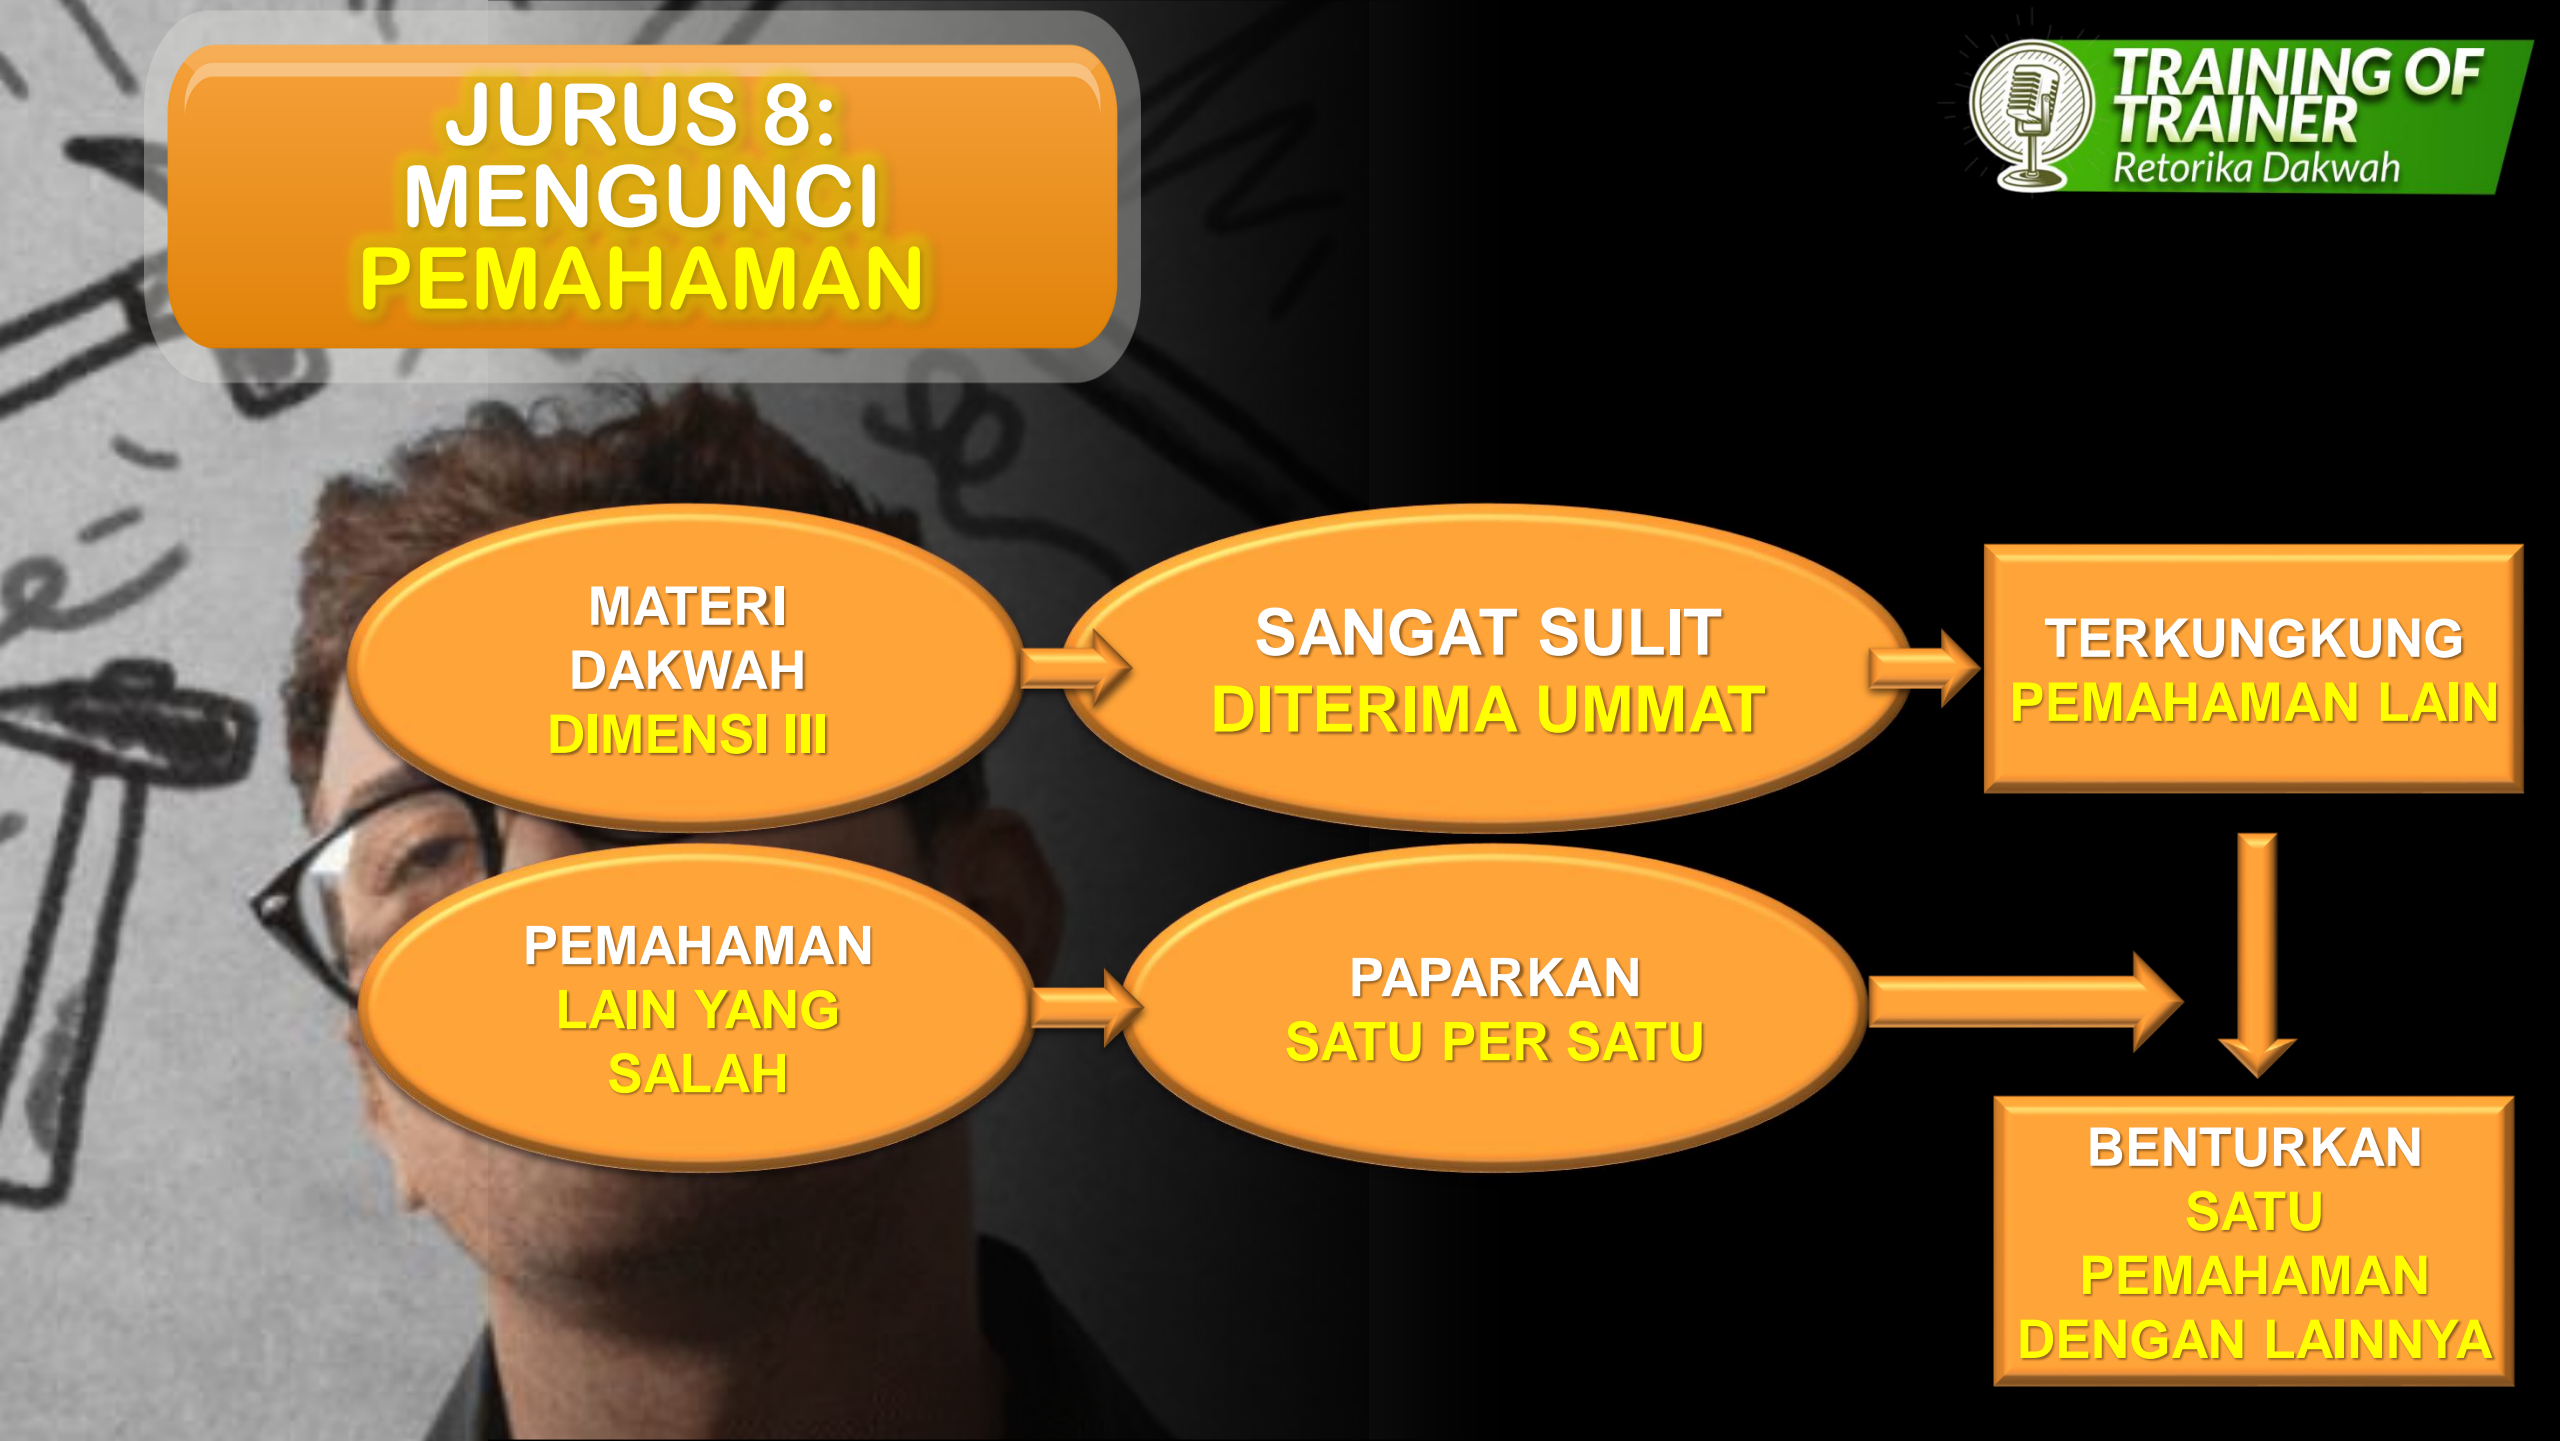 JURUS 8:
MENGUNCI
PEMAHAMAN
TRAINING OF
TRAINER
Retorika Dakwah
MATERI
DAKWAH
DIMENSI III
SANGAT SULIT
DITERIMA UMMAT
TERKUNGKUNG
PEMAHAMAN LAIN
PEMAHAMAN
LAIN YANG
SALAH
PAPARKAN
SATU PER SATU
BENTURKAN
SATU
PEMAHAMAN
DENGAN LAINNYA